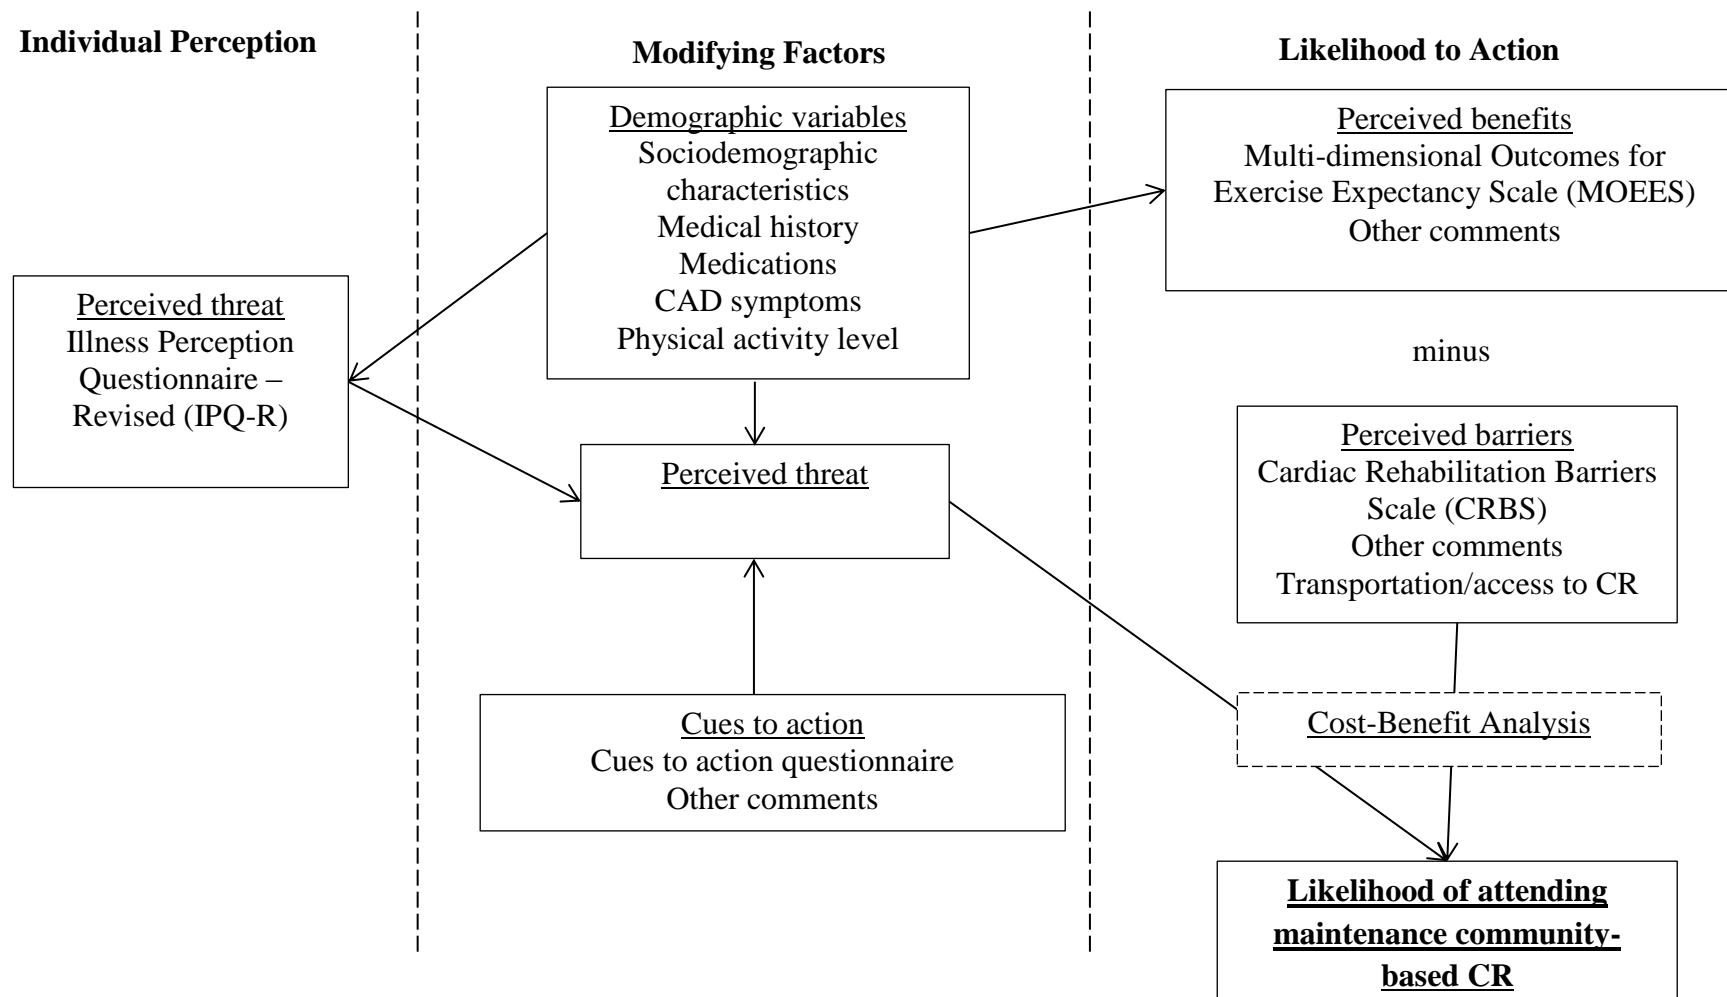 Individual Perception
Modifying Factors
Likelihood to Action
Demographic variables
Sociodemographic
characteristics
Medical history
Medications
CAD symptoms
Physical activity level
Perceived benefits
Multi-dimensional Outcomes for
Exercise Expectancy Scale (MOEES)
Other comments
Perceived threat
Illness Perception
Questionnaire –
Revised (IPQ-R)
minus
Perceived threat
Perceived barriers
Cardiac Rehabilitation Barriers
Scale (CRBS)
Other comments
Transportation/access to CR
Cues to action
Cues to action questionnaire
Other comments
Cost-Benefit Analysis
Likelihood of attending
maintenance community-
based CR